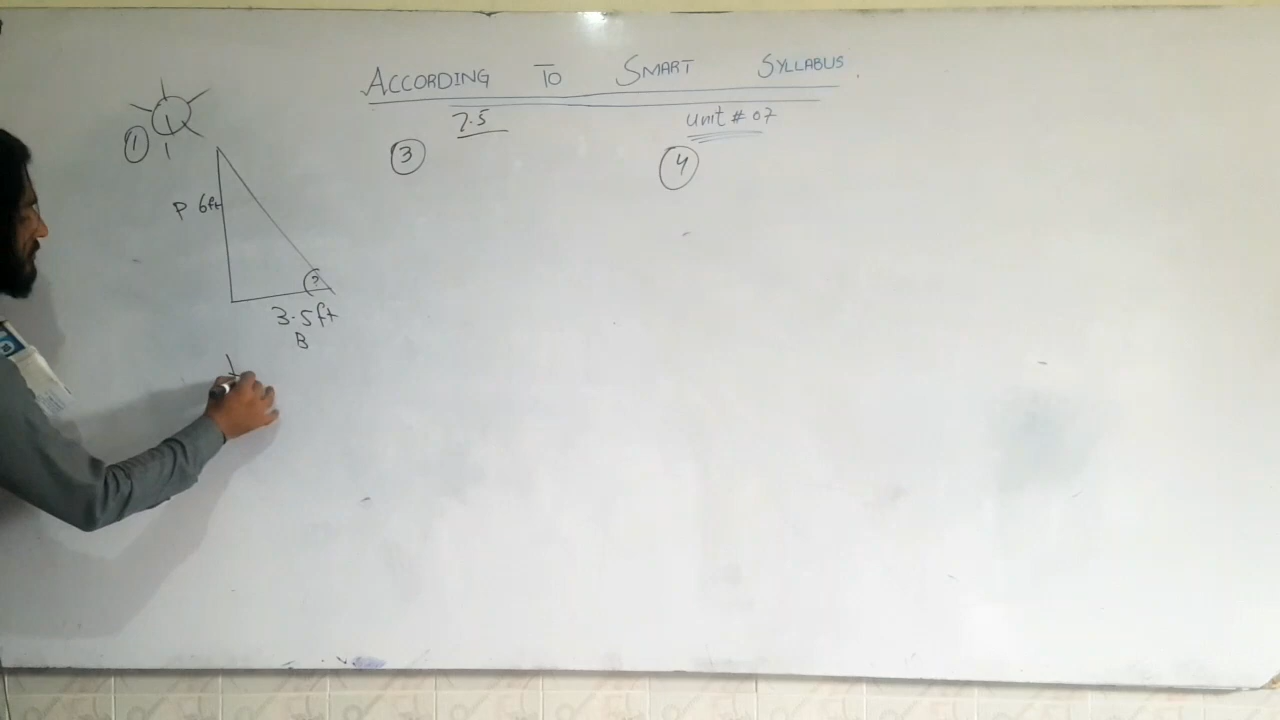 ACCORDING TO SMART SYLLABUS.
7.5 Unit # 07
1 3 4
P 6ft
?
3.5ft
B